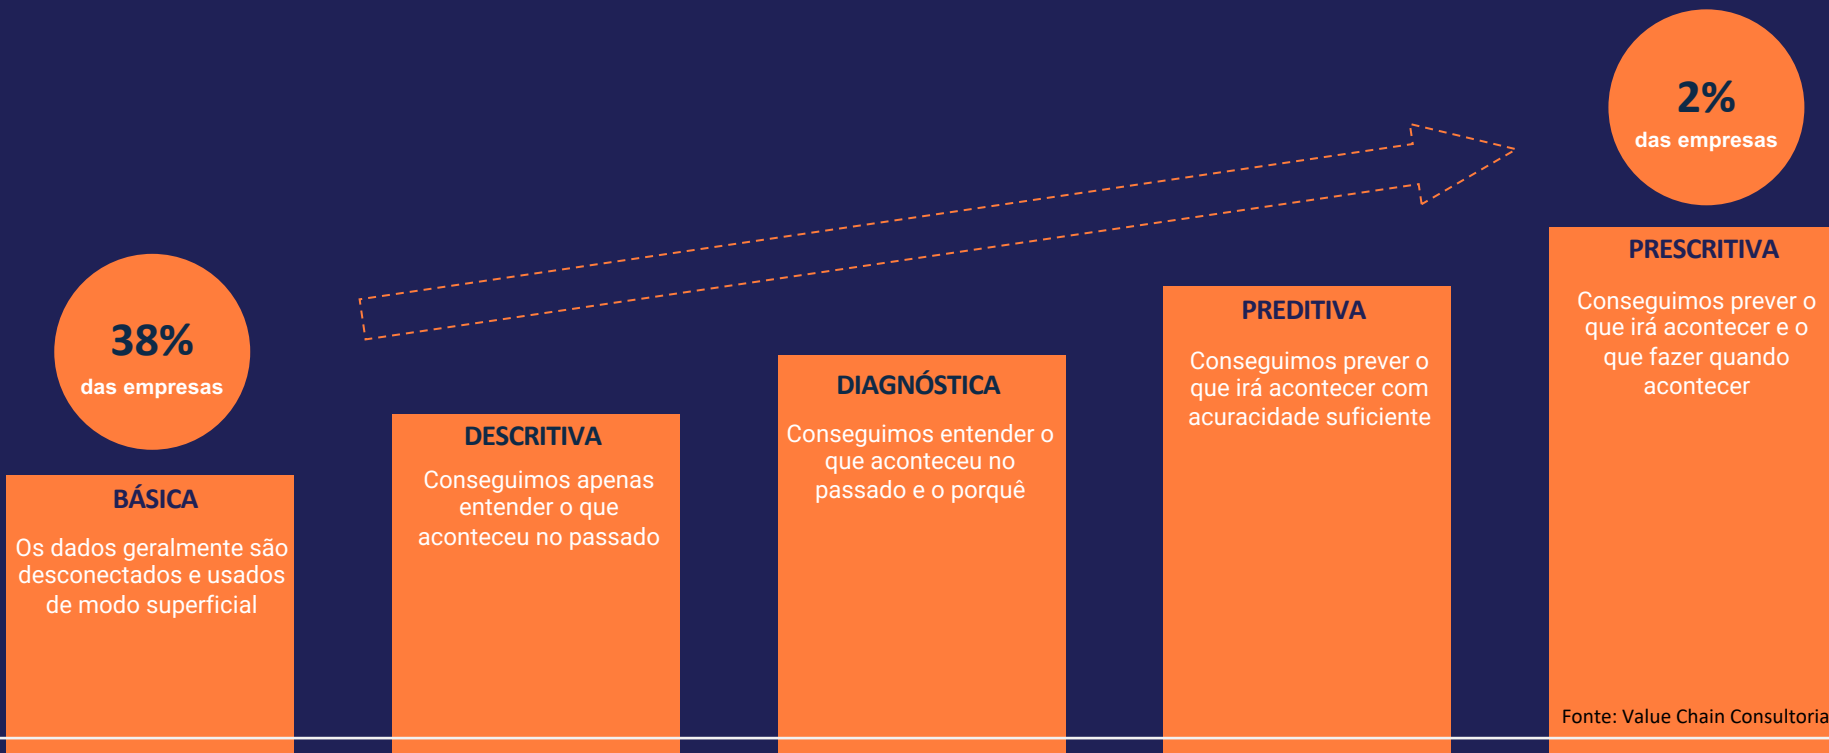 38%
das empresas
BÁSICA
Os dados geralmente são
desconectados e usados
de modo superficial
DESCRITIVA
Conseguimos apenas
entender o que
aconteceu no passado
DIAGNÓSTICA
Conseguimos entender o
que aconteceu no
passado e o porquê
PREDITIVA
Conseguimos prever o
que irá acontecer com
acuracidade suficiente
2%
das empresas
PRESCRITIVA
Conseguimos prever o
que irá acontecer e o
que fazer quando
acontecer
Fonte: Value Chain Consultoria